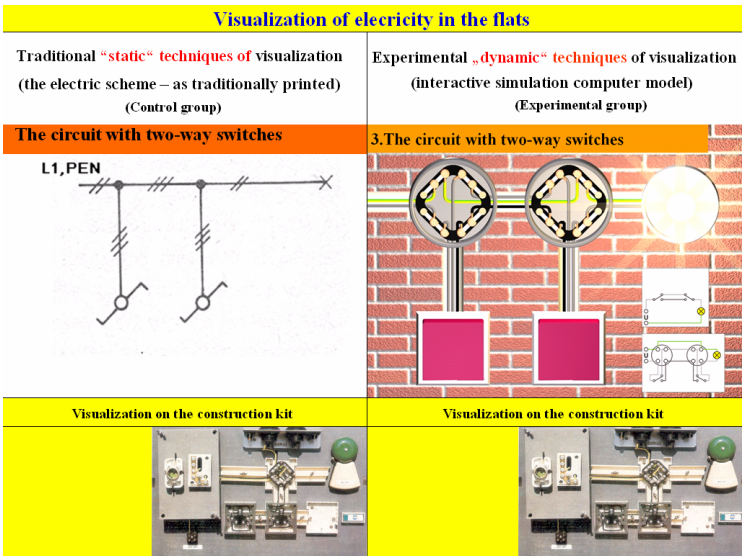 Visualization of elecricity in the flats
Traditional “static“ techniques of visualization
(the electric scheme – as traditionally printed)
(Control group)
Experimental „dynamic“ techniques of visualization
(interactive simulation computer model)
(Experimental group)
The circuit with two-way switches
3.The circuit with two-way switches
L1,PEN
Visualization on the construction kit
Visualization on the construction kit